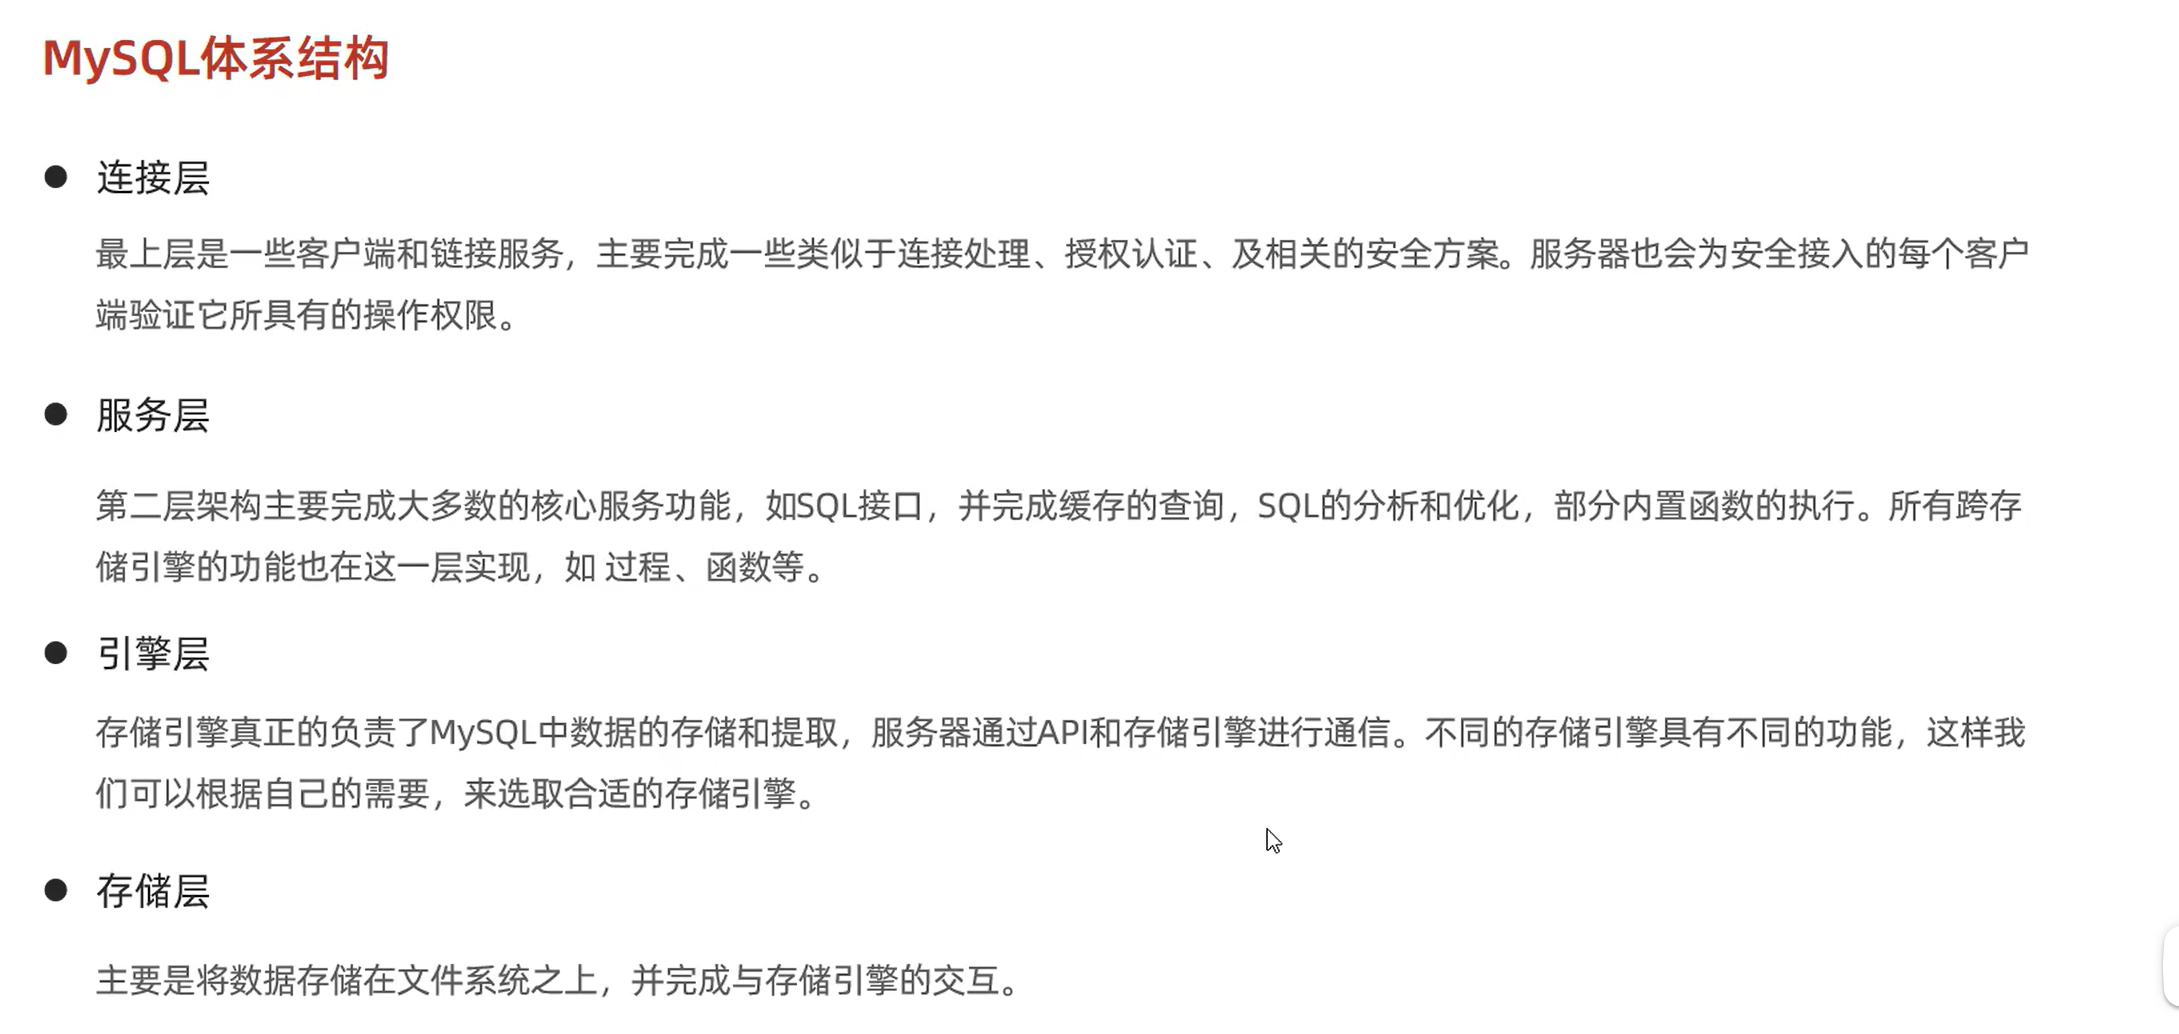 MySQL体系结构
连接层
最上层是一些客户端和链接服务，主要完成一些类似于连接处理、授权认证、及相关的安全方案。服务器也会为安全接入的每个客户
端验证它所具有的操作权限。
服务层
第二层架构主要完成大多数的核心服务功能，如SQL接口，并完成缓存的查询，SQL的分析和优化，部分内置函数的执行。所有跨存
储引擎的功能也在这一层实现，如 过程、函数等。
引擎层
存储引擎真正的负责了MySQL中数据的存储和提取，服务器通过API和存储引擎进行通信。不同的存储引擎具有不同的功能，这样我
们可以根据自己的需要，来选取合适的存储引擎。
存储层
主要是将数据存储在文件系统之上，并完成与存储引擎的交互。